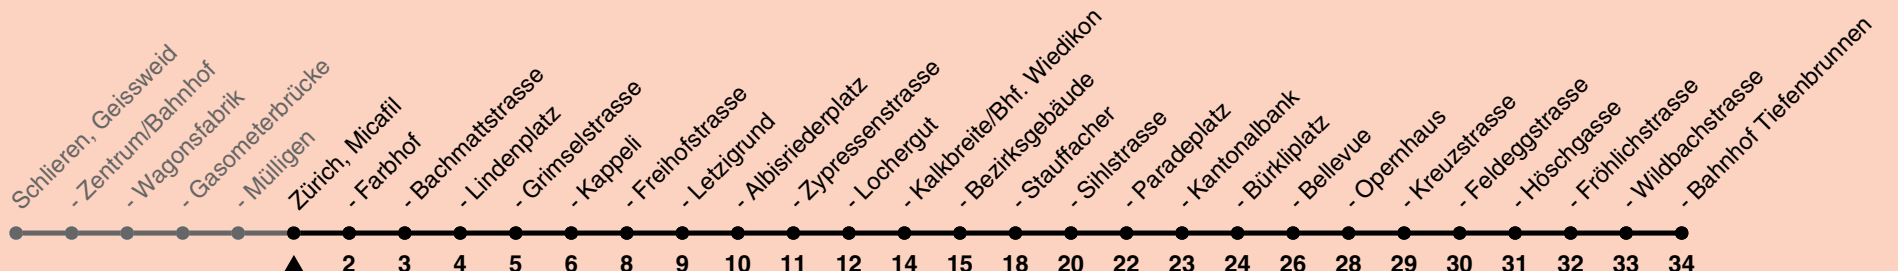 Schlieren, Geissweid
- Zentrum/Bahnhof
- Wagonsfabrik
- Gasometerbrücke
- Mülligen
Zürich, Micafil
- Farbhof
- Bachmattstrasse
- Lindenplatz
- Grimselstrasse
- Kappeli
- Freihofstrasse
- Letzigrund
- Albisriederplatz
- Zypressenstrasse
- Lochergut
- Kalkbreite/Bhf. Wiedikon
- Bezirksgebäude
- Stauffacher
- Sihlstrasse
- Paradeplatz
- Kantonalbank
- Bürkliplatz
- Bellevue
- Opernhaus
- Kreuzstrasse
- Feldeggstrasse
- Höschgasse
- Fröhlichstrasse
- Wildbachstrasse
- Bahnhof Tiefenbrunnen
2 3 4 5 6 8 9 10 11 12 14 15 18 20 22 23 24 26 28 29 30 31 32 33 34